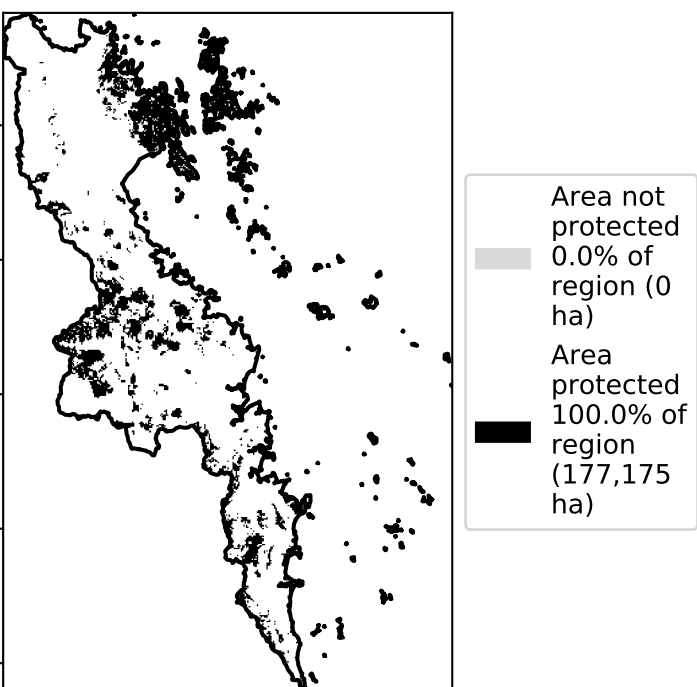 Area not
protected
0.0% of
region (0
ha)
Area
protected
100.0% of
region
(177,175
ha)